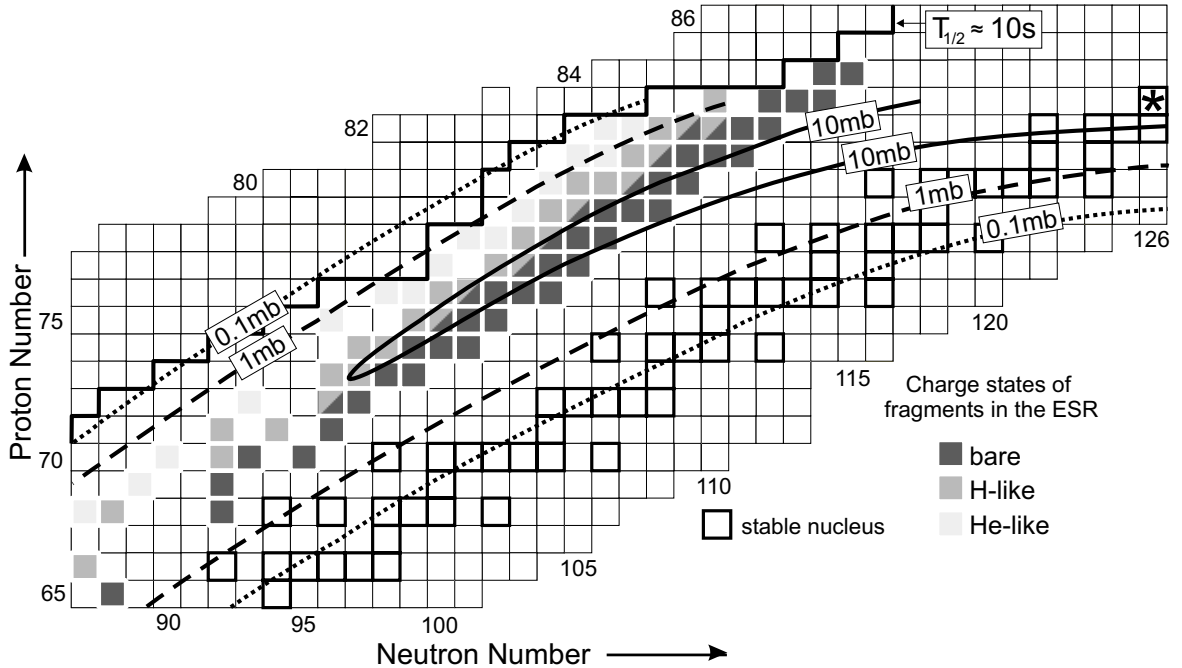 86
T1/2 ≈ 10s
84
*
82
10mb
10mb
80
1mb
0.1mb
126
Proton Number
75
0.1mb
1mb
120
115
Charge states of
fragments in the ESR
70
bare
110
H-like
stable nucleus
He-like
105
65
90
95
100
Neutron Number